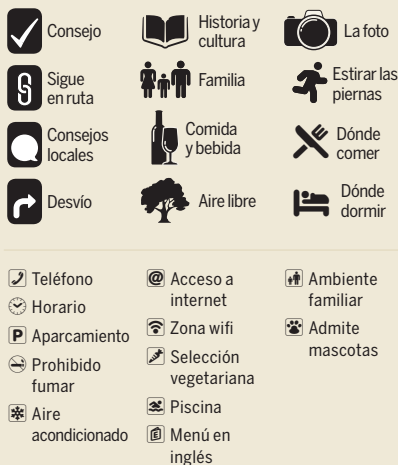 Consejo
Sigue
en ruta
Consejos
locales
Desvío
Historia y
cultura
Familia
Comida
y bebida
Aire libre
La foto
Estirar las
piernas
Dónde
comer
Dónde
dormir
Teléfono
Horario
P Aparcamiento
Prohibido
fumar
Aire
acondicionado
@ Acceso a
internet
Zona wifi
Selección
vegetariana
Piscina
Menú en
inglés
Ambiente
familiar
Admite
mascotas